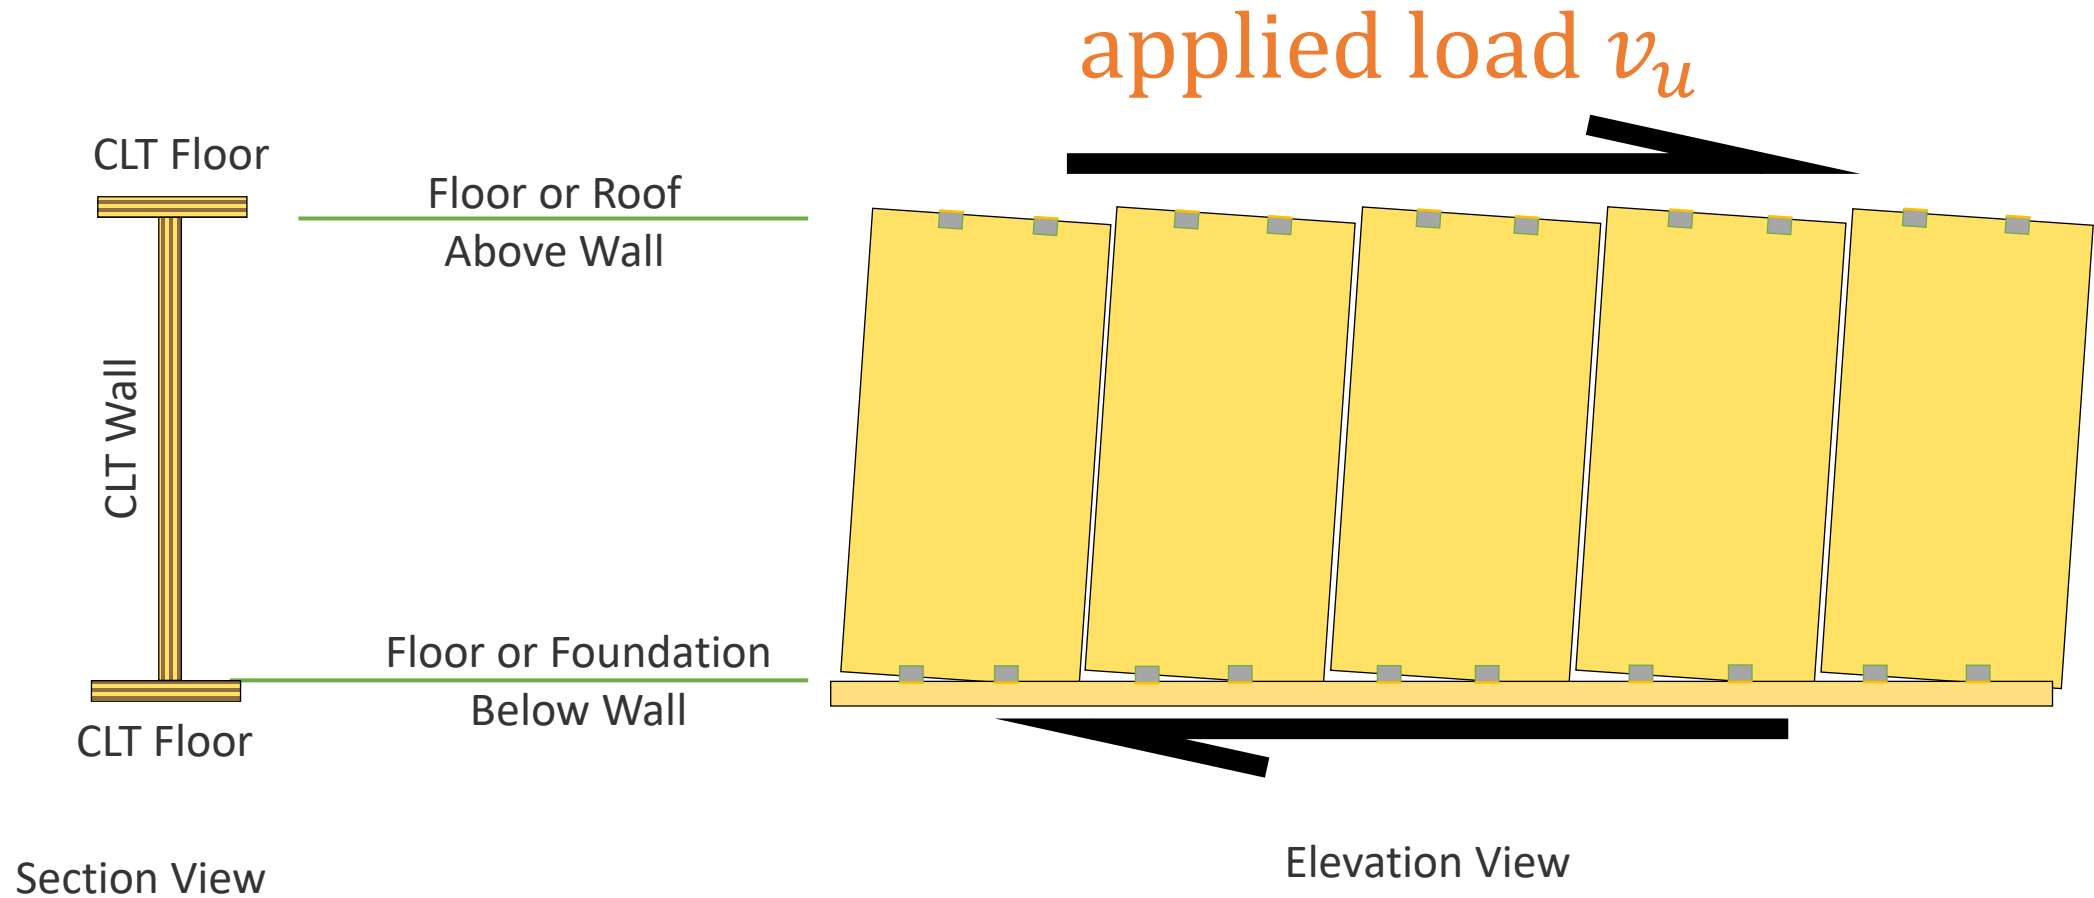 applied load vᵤ
CLT Floor
Floor or Roof
Above Wall
CLT Wall
Floor or Foundation
Below Wall
CLT Floor
Section View
Elevation View